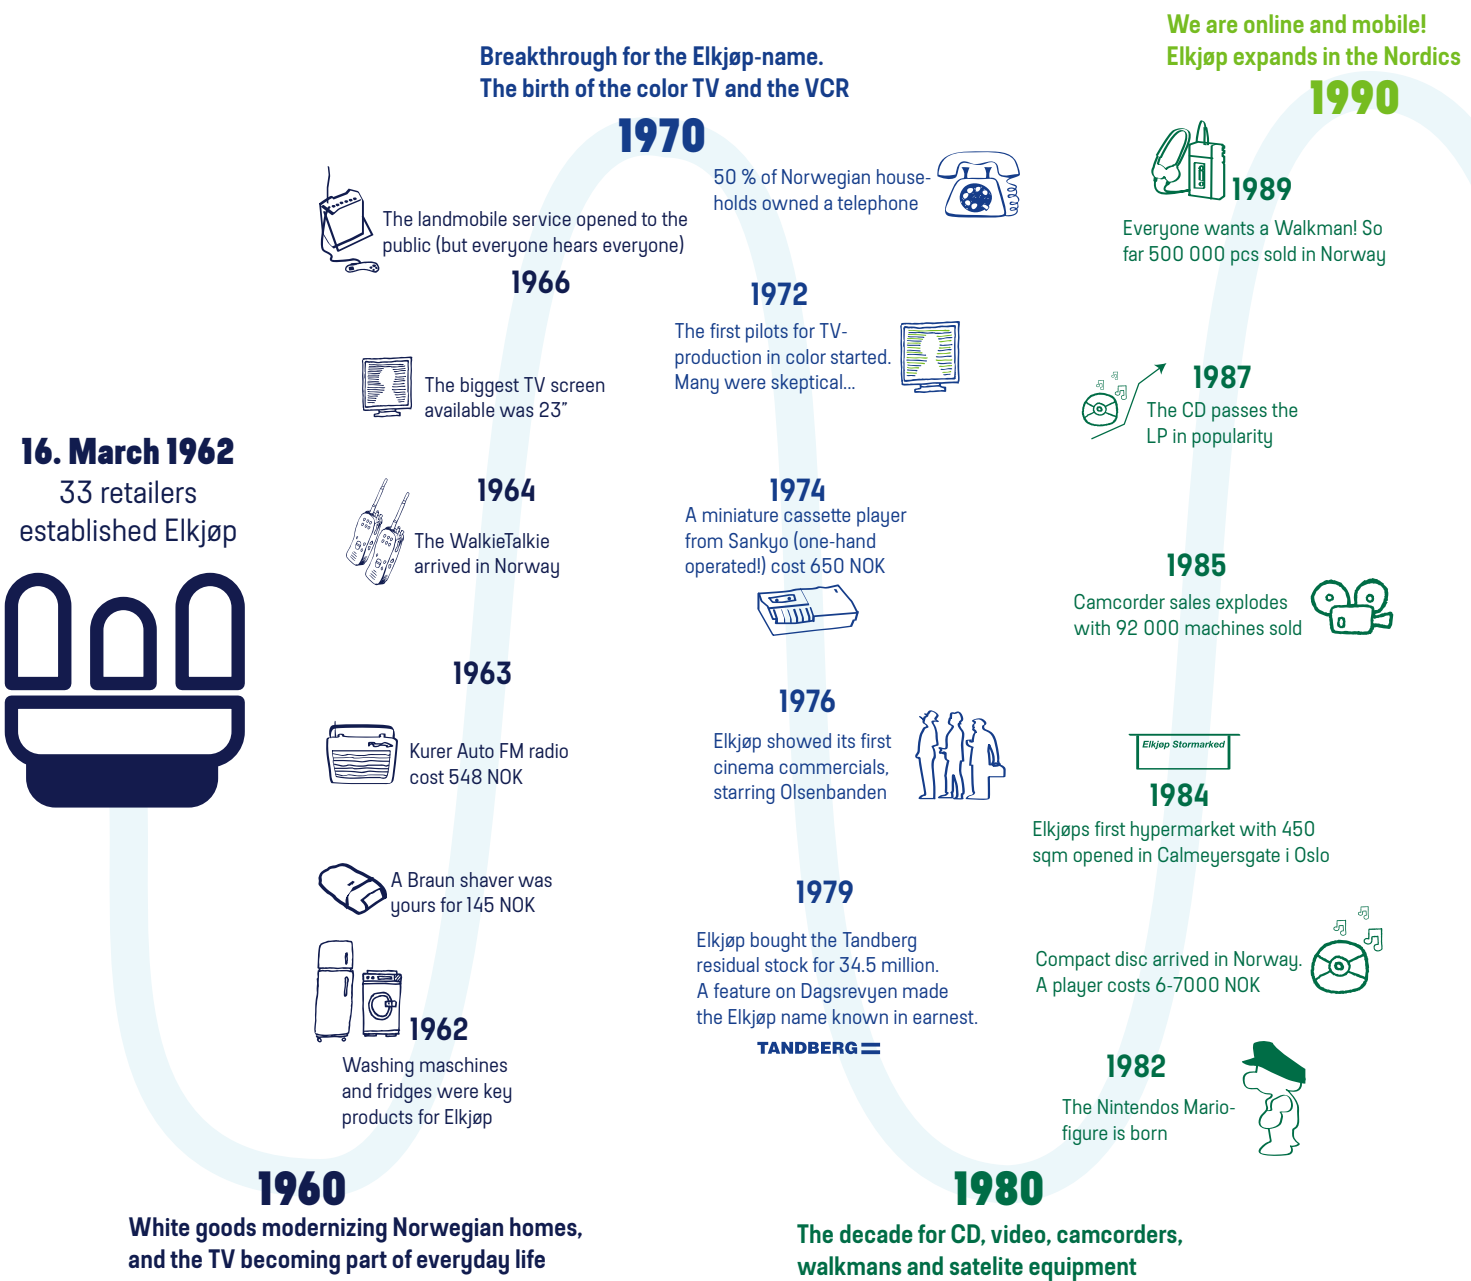 16. March 1962
33 retailers
established Elkjøp
1960
White goods modernizing Norwegian homes,
and the TV becoming part of everyday life
1962
Washing maschines
and fridges were key
products for Elkjøp
A Braun shaver was
yours for 145 NOK
Kurer Auto FM radio
cost 548 NOK
1963
1964
The WalkieTalkie
arrived in Norway
The biggest TV screen
available was 23”
The landmobile service opened to the
public (but everyone hears everyone)
1966
Breakthrough for the Elkjøp-name.
The birth of the color TV and the VCR
1970
50 % of Norwegian house-
holds owned a telephone
1972
The first pilots for TV-
production in color started.
Many were skeptical...
1974
A miniature cassette player
from Sankyo (one-hand
operated!) cost 650 NOK
1976
Elkjøp showed its first
cinema commercials,
starring Olsenbanden
1979
Elkjøp bought the Tandberg
residual stock for 34.5 million.
A feature on Dagsrevyen made
the Elkjøp name known in earnest.
TANDBERG
1980
The decade for CD, video, camcorders,
walkmans and satelite equipment
1982
The Nintendos Mario-
figure is born
Compact disc arrived in Norway.
A player costs 6-7000 NOK
Elkjøp Stormarked
1984
Elkjøps first hypermarket with 450
sqm opened in Calmeyersgate i Oslo
1985
Camcorder sales explodes
with 92 000 machines sold
1987
The CD passes the
LP in popularity
1989
Everyone wants a Walkman! So
far 500 000 pcs sold in Norway
We are online and mobile!
Elkjøp expands in the Nordics
1990